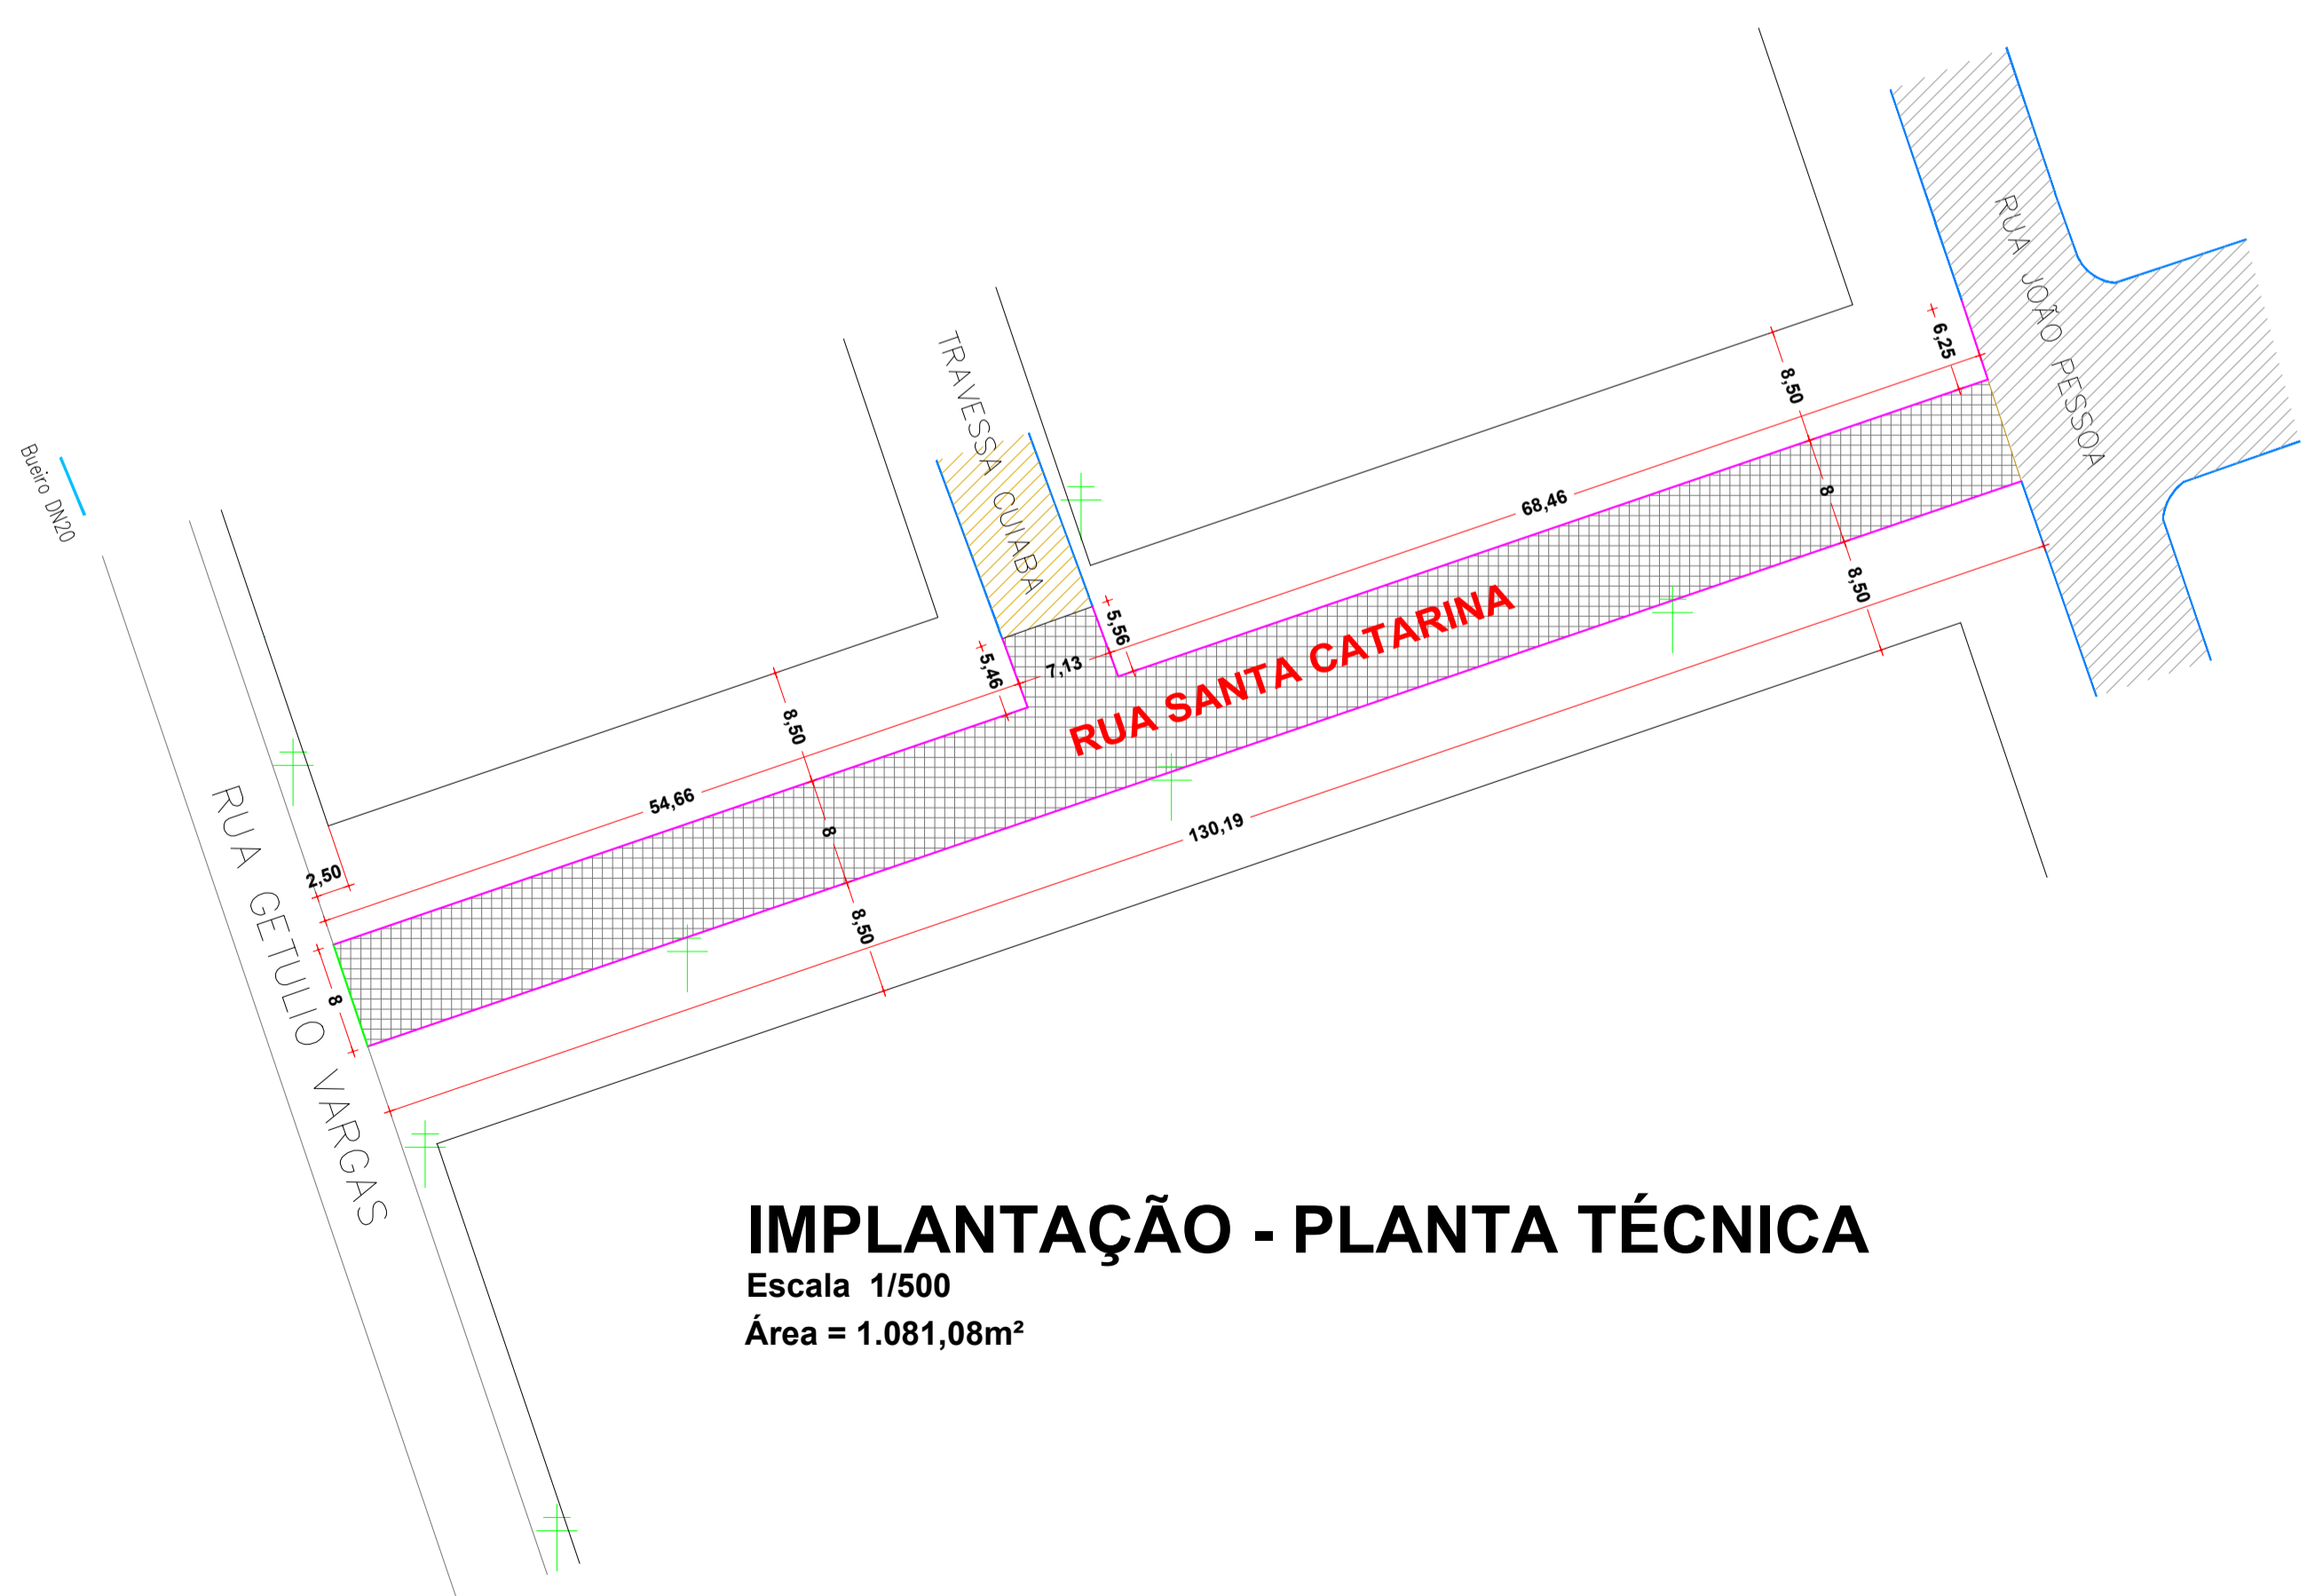 RUA JOÃO PESSOA
6,25
TRAVESSA CUIABA
8,50
Bueiro DN20
68,46
8
5,56
8,50
5,46
7,13
RUA SANTA CATARINA
8,50
54,66
8
130,19
2,50
8,50
8
RUA GETULIO VARGAS
IMPLANTAÇÃO - PLANTA TÉCNICA
Escala 1/500
Área = 1.081,08m²